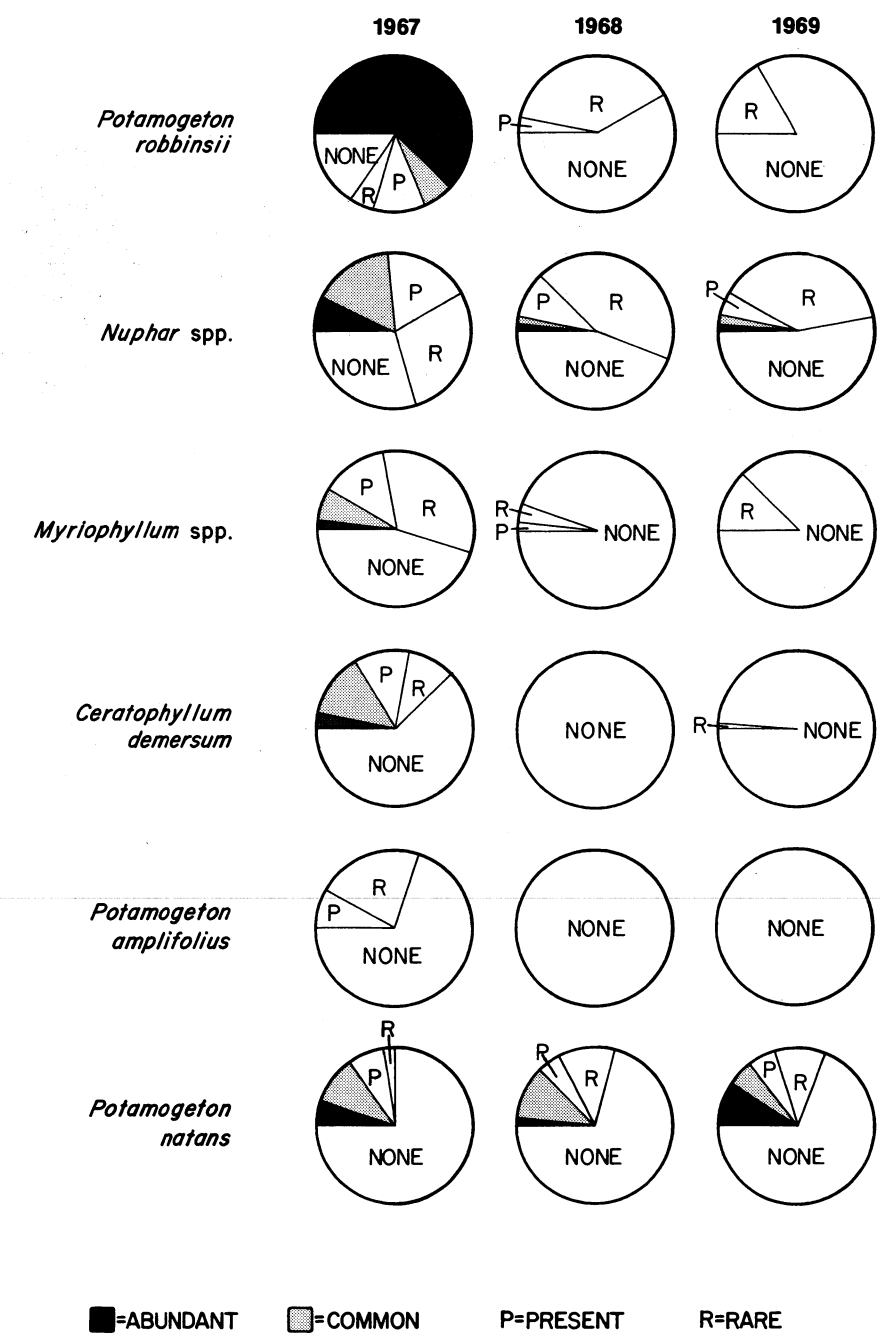 1967 1968 1969
Potamogeton
robbinsii
R
P
R
NONE
P
R
NONE
NONE
Nuphar spp.
P
R
NONE
P
R
NONE
P
R
NONE
Myriophyllum spp.
P
R
NONE
R
P
NONE
R
NONE
Ceratophyllum
demersum
P
R
NONE
NONE
R
NONE
Potamogeton
amplifolius
R
P
NONE
NONE
NONE
Potamogeton
natans
R
P
NONE
R
R
NONE
P
R
NONE
=ABUNDANT =COMMON P=PRESENT R=RARE